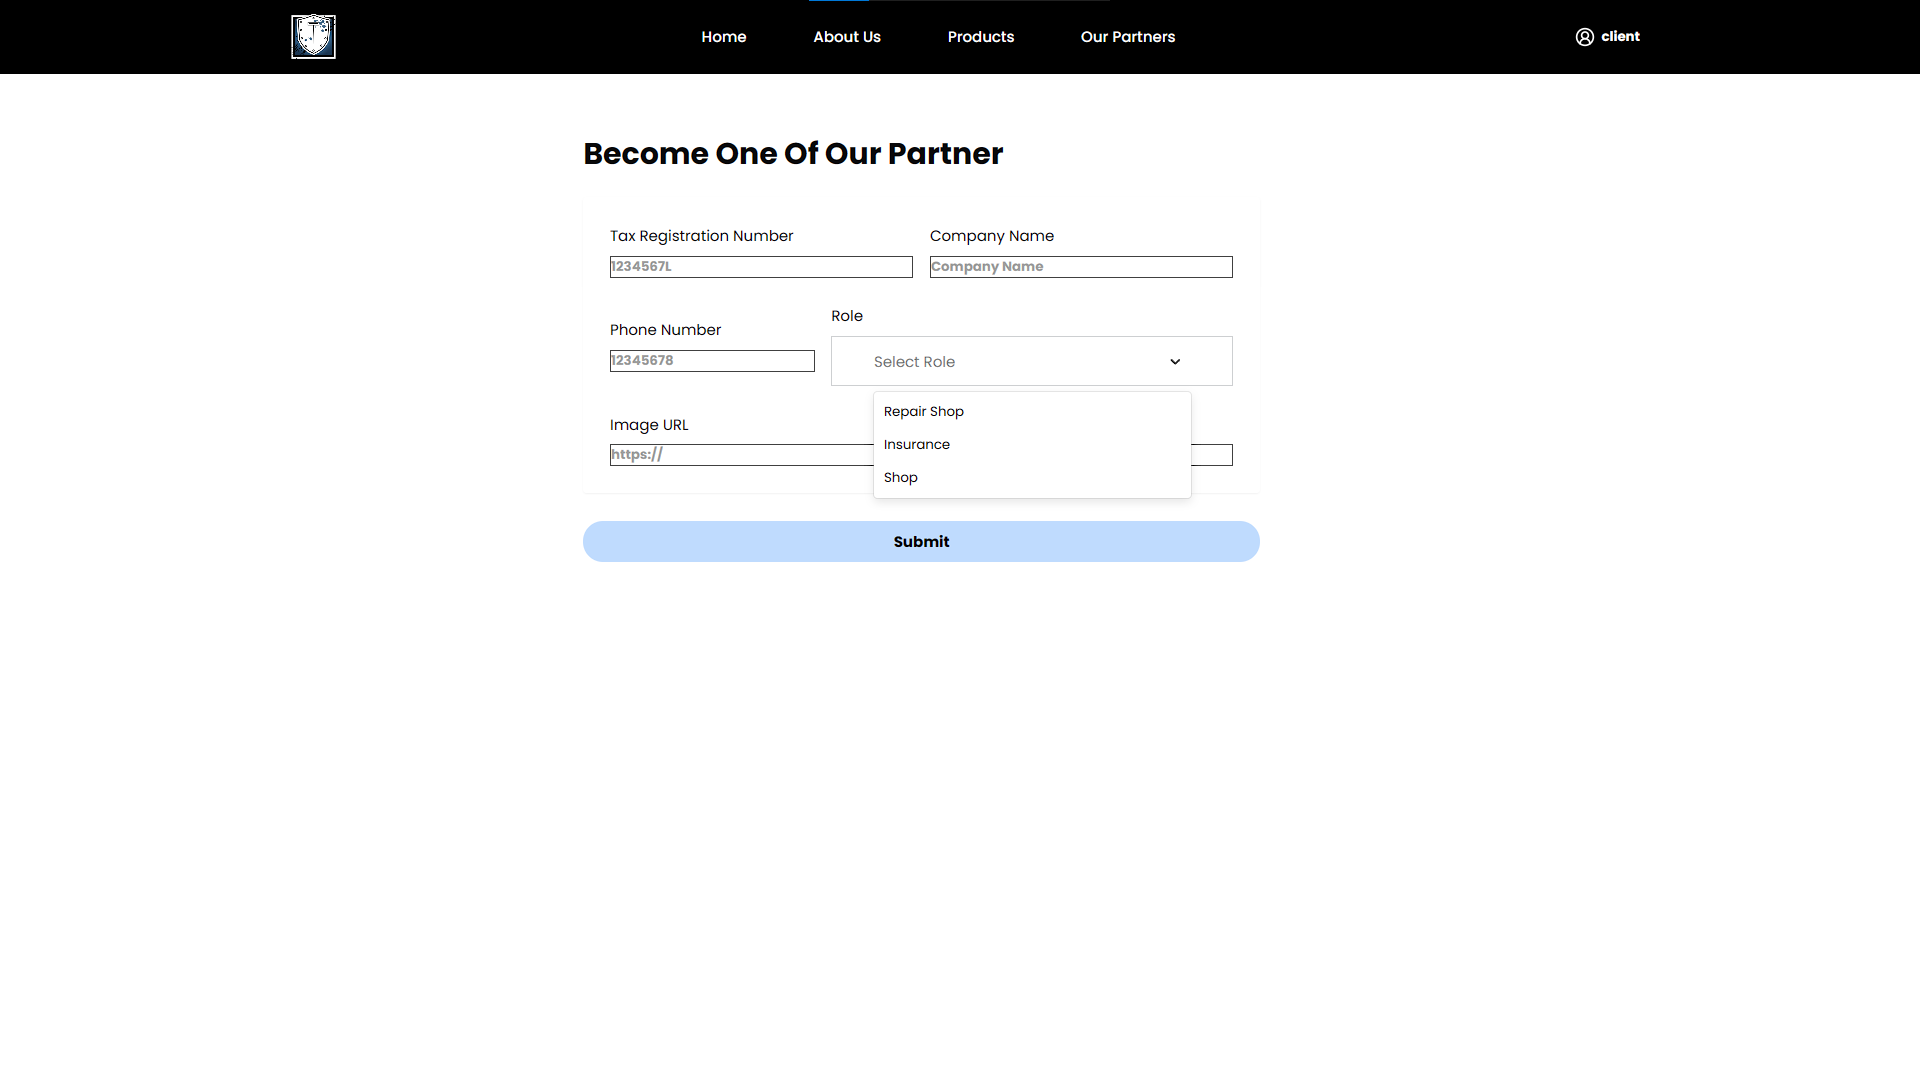 Home About Us Products Our Partners client
Become One Of Our Partner
Tax Registration Number Company Name
1234567L Company Name
Role
Phone Number
12345678 Select Role
Repair Shop
Image URL
Insurance
https://
Shop
Submit